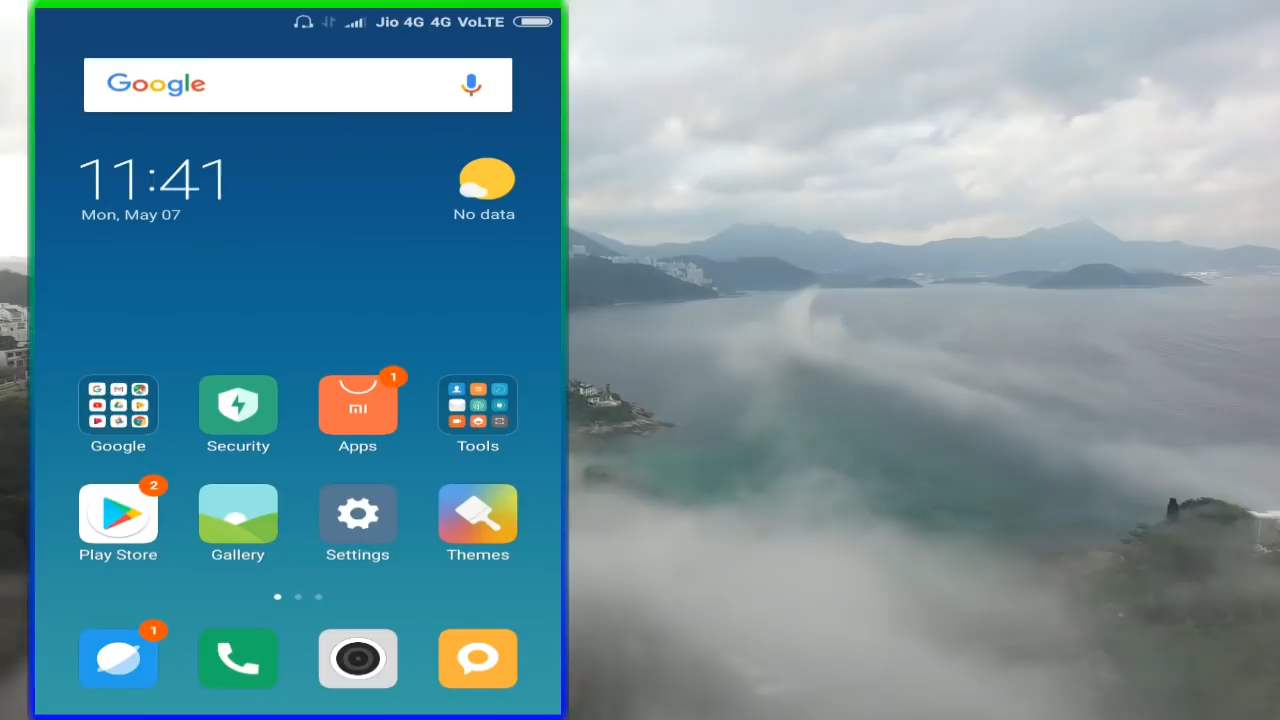 Jio 4G 4G VoLTE
Google
11:41
Mon, May 07
No data
1
mi
Google
Security
Apps
Tools
2
Play Store
Gallery
Settings
Themes
1